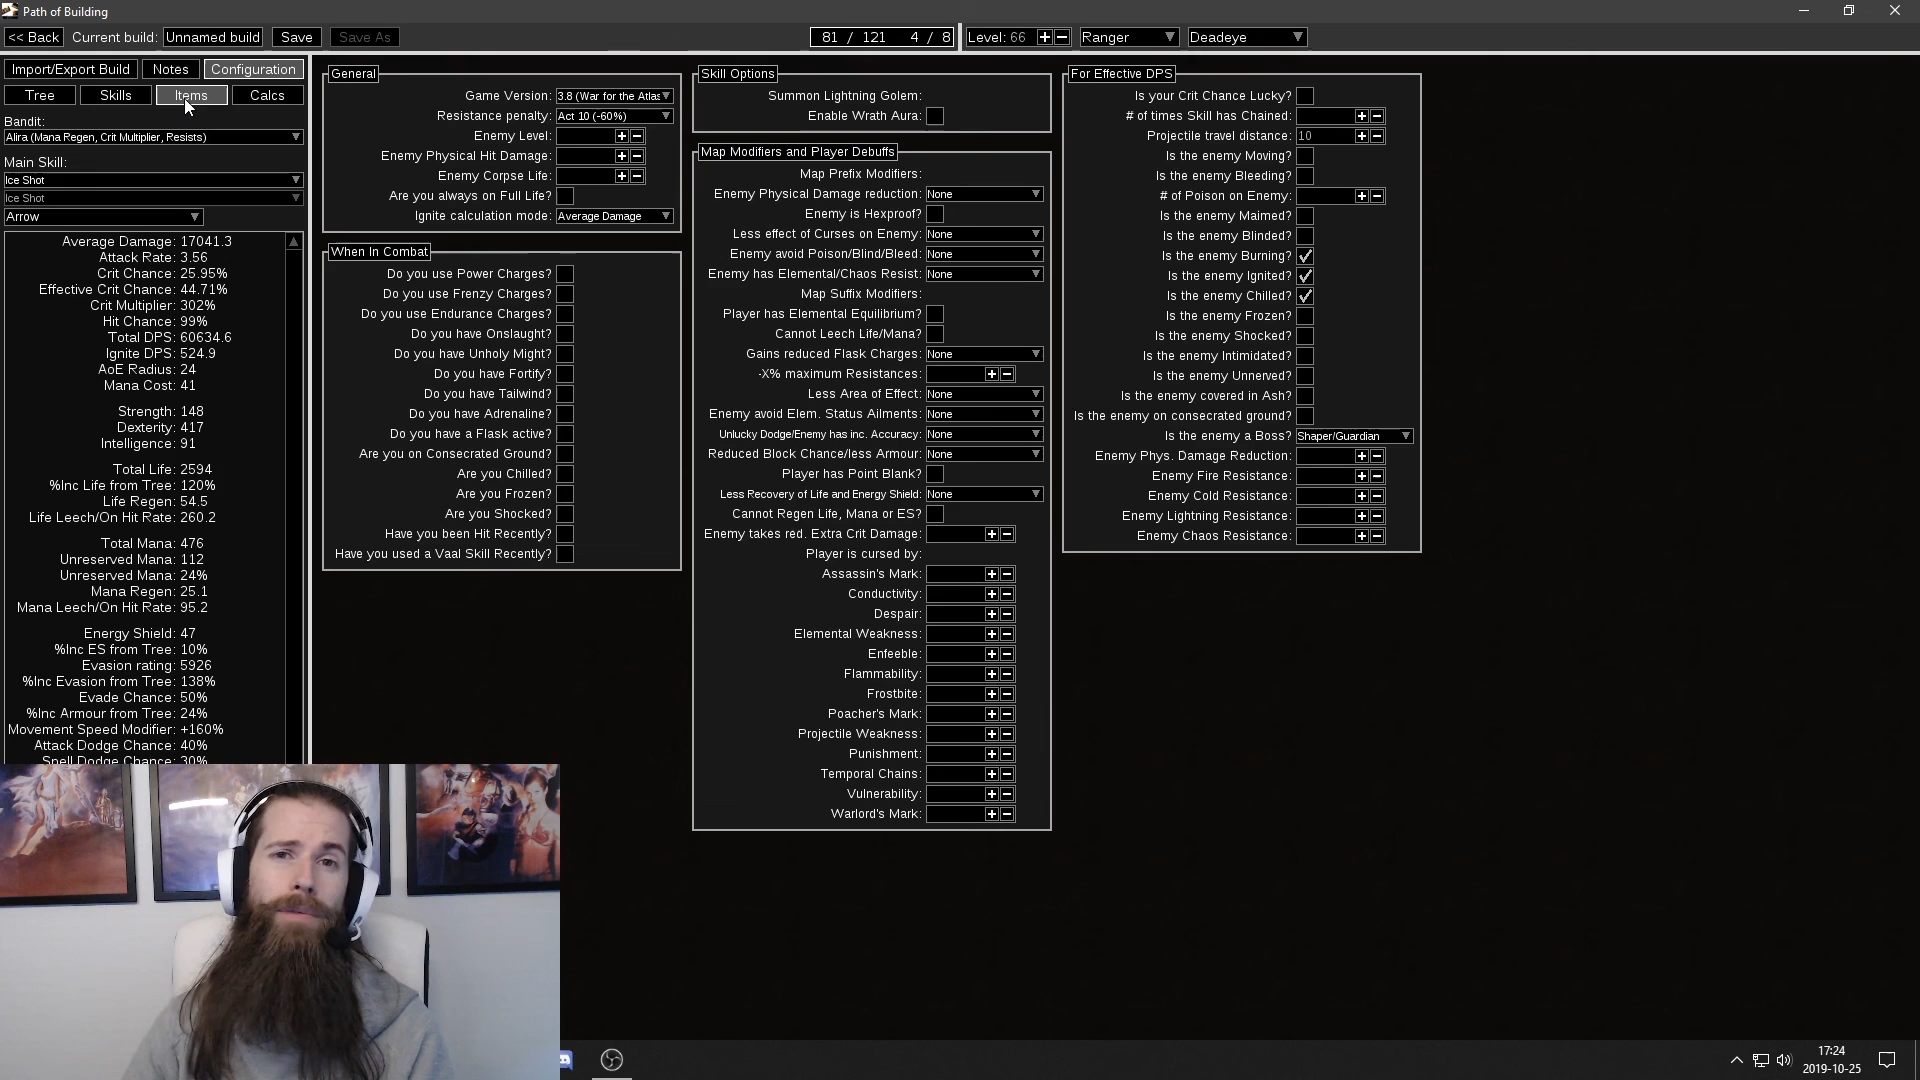 Path of Building
<< Back Current build: Unnamed build Save Save As 81 / 121 4 / 8 Level: 66 Ranger Deadeye
Import/Export Build Notes Configuration
Tree Skills Items Calcs
Bandit:
Alira (Mana Regen, Crit Multiplier, Resists)
Main Skill:
Ice Shot
Ice Shot
Arrow
Average Damage: 17041.3
Attack Rate: 3.56
Crit Chance: 25.95%
Effective Crit Chance: 44.71%
Crit Multiplier: 302%
Hit Chance: 99%
Total DPS: 60634.6
Ignite DPS: 524.9
AoE Radius: 24
Mana Cost: 41
Strength: 148
Dexterity: 417
Intelligence: 91
Total Life: 2594
%Inc Life from Tree: 120%
Life Regen: 54.5
Life Leech/On Hit Rate: 260.2
Total Mana: 476
Unreserved Mana: 112
Unreserved Mana: 24%
Mana Regen: 25.1
Mana Leech/On Hit Rate: 95.2
Energy Shield: 47
%Inc ES from Tree: 10%
Evasion rating: 5926
%Inc Evasion from Tree: 138%
Evade Chance: 50%
%Inc Armour from Tree: 24%
Movement Speed Modifier: +160%
Attack Dodge Chance: 40%
Spell Dodge Chance: 30%
General
Game Version: 3.8 (War for the Atlas
Resistance penalty: Act 10 (-60%)
Enemy Level:
Enemy Physical Hit Damage:
Enemy Corpse Life:
Are you always on Full Life?
Ignite calculation mode: Average Damage
When In Combat
Do you use Power Charges?
Do you use Frenzy Charges?
Do you use Endurance Charges?
Do you have Onslaught?
Do you have Unholy Might?
Do you have Fortify?
Do you have Tailwind?
Do you have Adrenaline?
Do you have a Flask active?
Are you on Consecrated Ground?
Are you Chilled?
Are you Frozen?
Are you Shocked?
Have you been Hit Recently?
Have you used a Vaal Skill Recently?
Skill Options
Summon Lightning Golem:
Enable Wrath Aura:
Map Modifiers and Player Debuffs
Map Prefix Modifiers:
Enemy Physical Damage reduction: None
Enemy is Hexproof?
Less effect of Curses on Enemy: None
Enemy avoid Poison/Blind/Bleed: None
Enemy has Elemental/Chaos Resist: None
Map Suffix Modifiers:
Player has Elemental Equilibrium?
Cannot Leech Life/Mana?
Gains reduced Flask Charges: None
-X% maximum Resistances:
Less Area of Effect: None
Enemy avoid Elem. Status Ailments: None
Unlucky Dodge/Enemy has inc. Accuracy: None
Reduced Block Chance/less Armour: None
Player has Point Blank?
Less Recovery of Life and Energy Shield: None
Cannot Regen Life, Mana or ES?
Enemy takes red. Extra Crit Damage:
Player is cursed by:
Assassin's Mark:
Conductivity:
Despair:
Elemental Weakness:
Enfeeble:
Flammability:
Frostbite:
Poacher's Mark:
Projectile Weakness:
Punishment:
Temporal Chains:
Vulnerability:
Warlord's Mark:
For Effective DPS
Is your Crit Chance Lucky?
# of times Skill has Chained:
Projectile travel distance: 10
Is the enemy Moving?
Is the enemy Bleeding?
# of Poison on Enemy:
Is the enemy Maimed?
Is the enemy Blinded?
Is the enemy Burning?
Is the enemy Ignited?
Is the enemy Chilled?
Is the enemy Frozen?
Is the enemy Shocked?
Is the enemy Intimidated?
Is the enemy Unnerved?
Is the enemy covered in Ash?
Is the enemy on consecrated ground?
Is the enemy a Boss? Shaper/Guardian
Enemy Phys. Damage Reduction:
Enemy Fire Resistance:
Enemy Cold Resistance:
Enemy Lightning Resistance:
Enemy Chaos Resistance:
17:24
2019-10-25